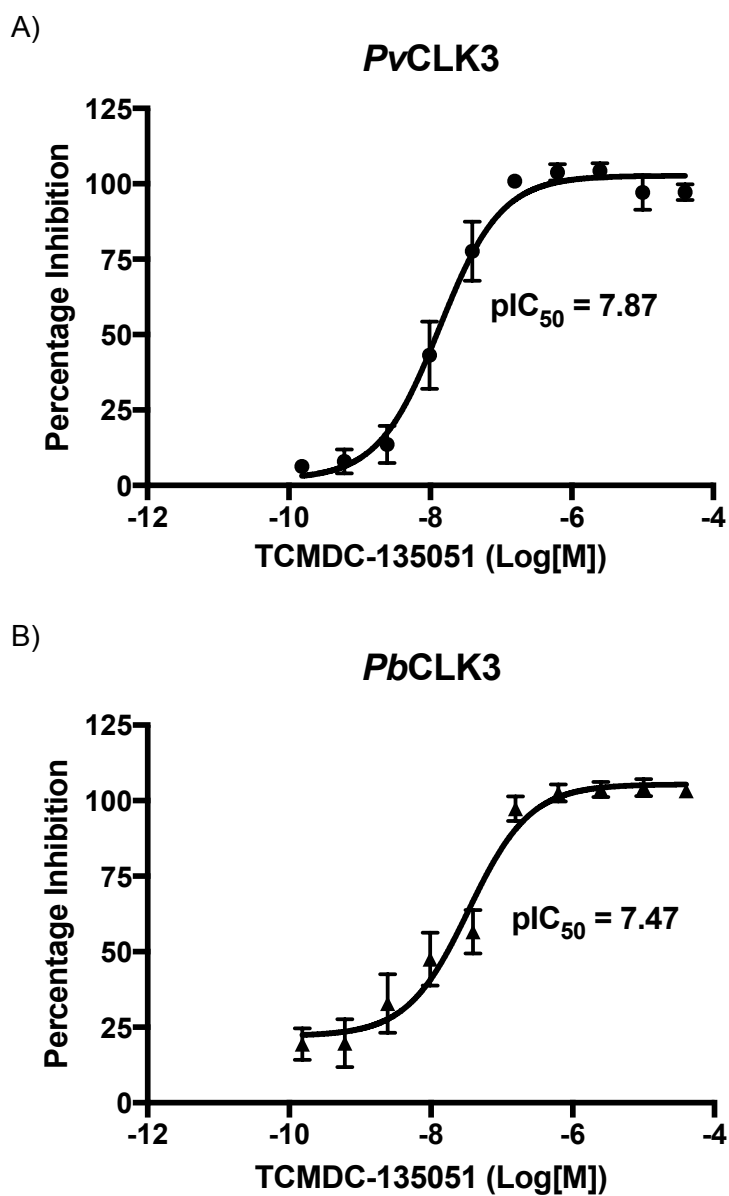 A)
PvCLK3
125
100
75
50
25
0
Percentage Inhibition
pIC50 = 7.87
-12 -10 -8 -6 -4
TCMDC-135051 (Log[M])
B)
PbCLK3
125
100
75
50
25
0
Percentage Inhibition
pIC50 = 7.47
-12 -10 -8 -6 -4
TCMDC-135051 (Log[M])